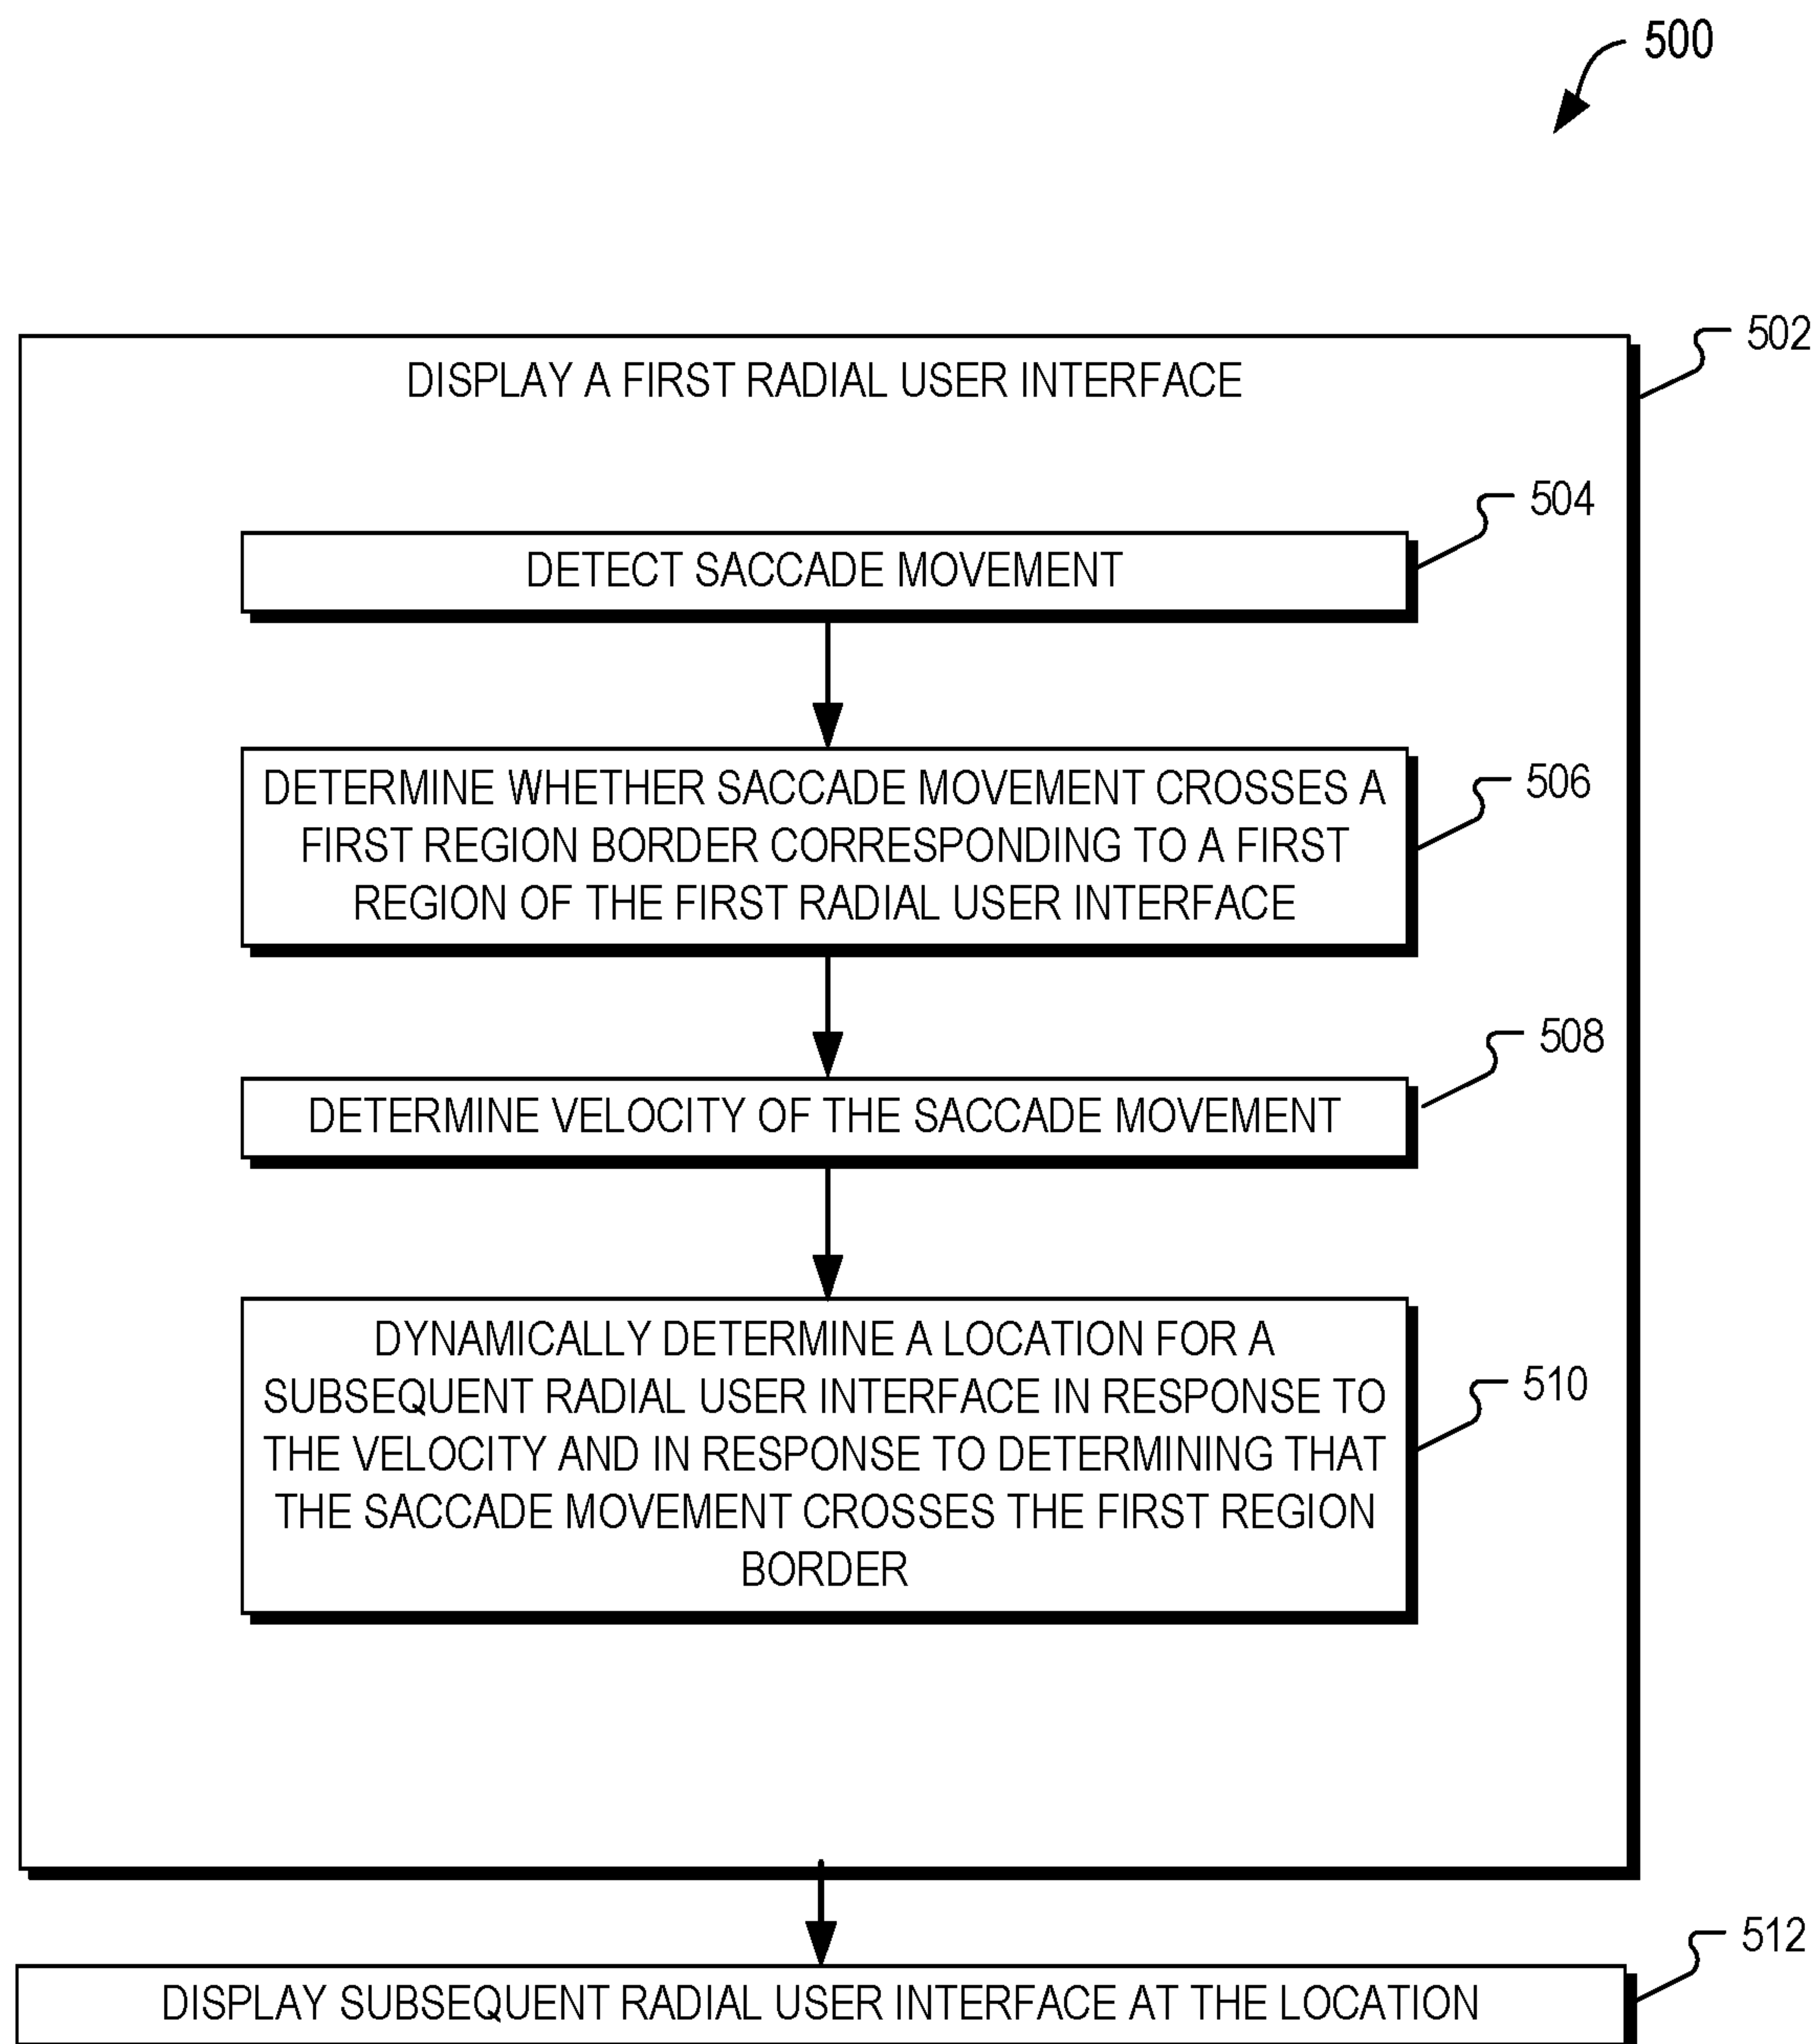 500
502
DISPLAY A FIRST RADIAL USER INTERFACE
504
DETECT SACCADE MOVEMENT
506
DETERMINE WHETHER SACCADE MOVEMENT CROSSES A
FIRST REGION BORDER CORRESPONDING TO A FIRST
REGION OF THE FIRST RADIAL USER INTERFACE
508
DETERMINE VELOCITY OF THE SACCADE MOVEMENT
510
DYNAMICALLY DETERMINE A LOCATION FOR A
SUBSEQUENT RADIAL USER INTERFACE IN RESPONSE TO
THE VELOCITY AND IN RESPONSE TO DETERMINING THAT
THE SACCADE MOVEMENT CROSSES THE FIRST REGION
BORDER
512
DISPLAY SUBSEQUENT RADIAL USER INTERFACE AT THE LOCATION